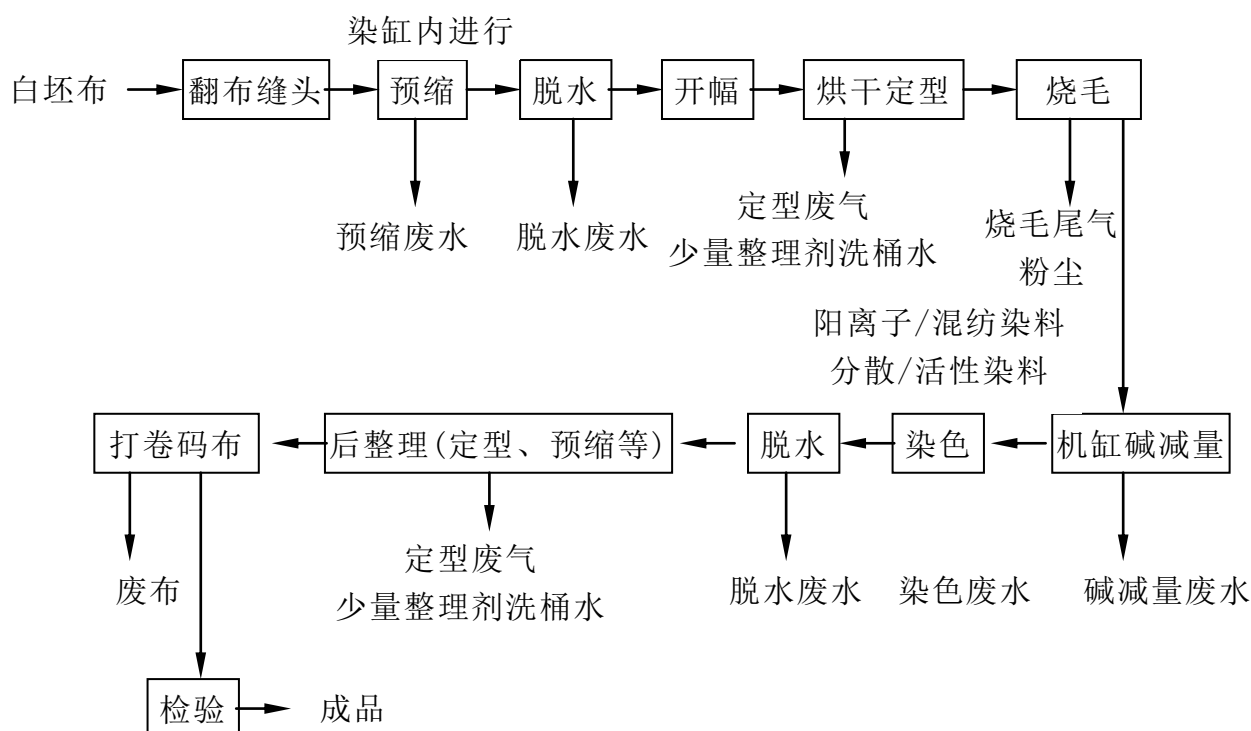 染缸内进行
白坯布
翻布缝头
预缩
脱水
开幅
烘干定型
烧毛
预缩废水
脱水废水
定型废气
少量整理剂洗桶水
烧毛尾气
粉尘
阳离子/混纺染料
分散/活性染料
打卷码布
后整理(定型、预缩等)
脱水
染色
机缸碱减量
废布
定型废气
少量整理剂洗桶水
脱水废水
染色废水
碱减量废水
检验
成品